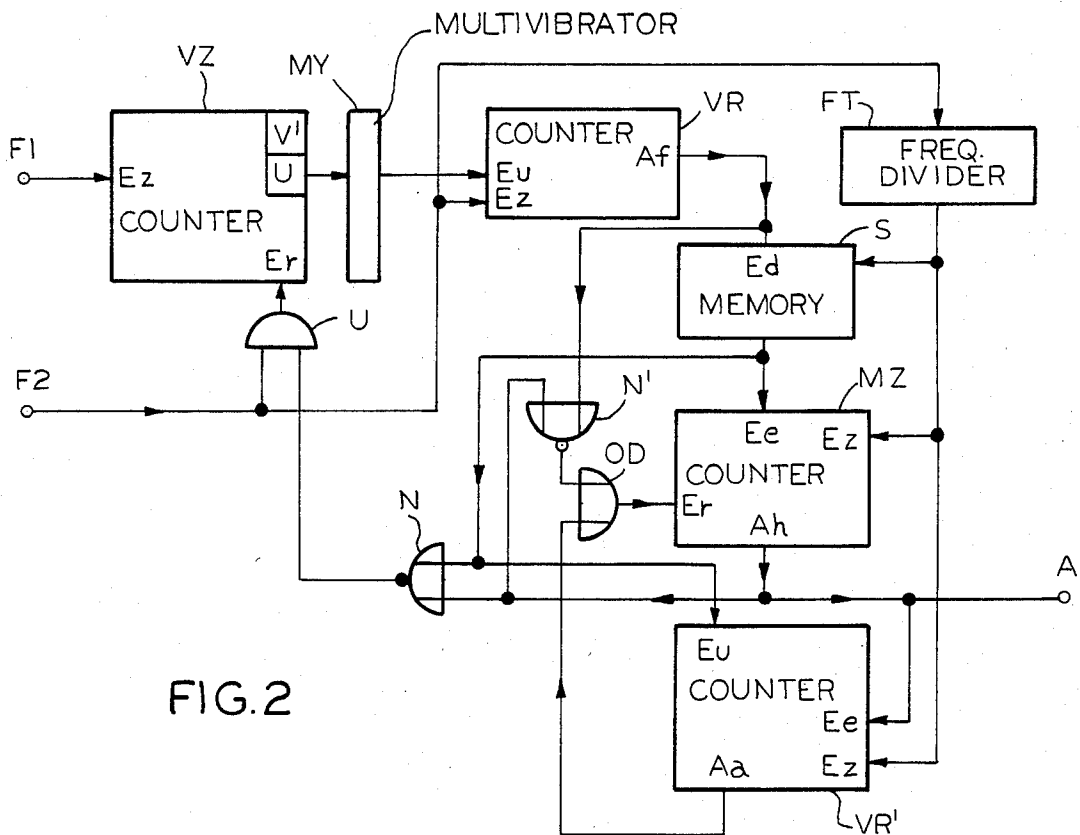 MULTIVIBRATOR
VZ
MY
VR
FT
F1
Ez
V'
U
COUNTER
Er
COUNTER
Af
Eu
Ez
FREQ.
DIVIDER
S
Ed
MEMORY
U
F2
N'
MZ
Ee
Ez
COUNTER
Er
Ah
OD
N
A
Eu
COUNTER
Ee
Ez
Aa
VR'
FIG.2